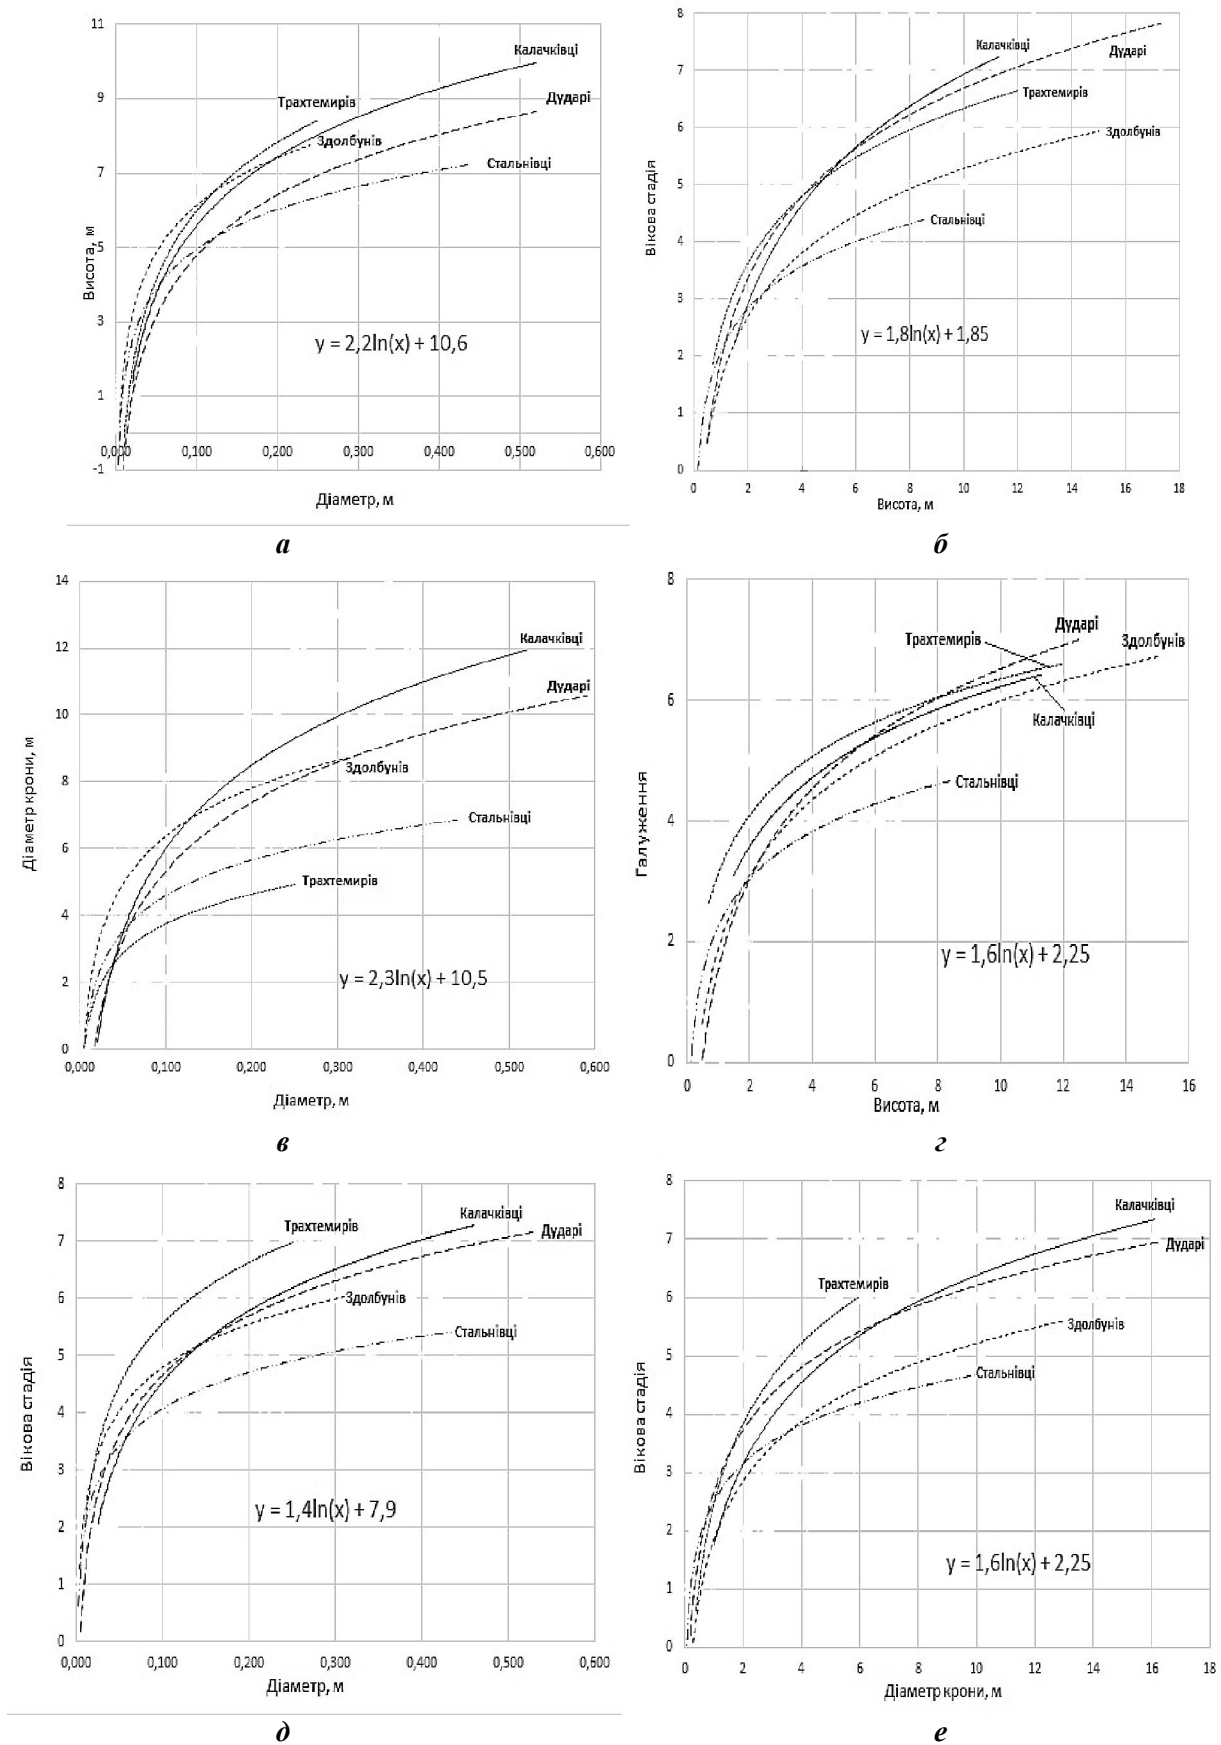 11
9
7
5
3
1
-1
Висота, м
Калачківці
Трахтемирів
Дударі
Здолбунів
Стальнівці
y = 2,2ln(x) + 10,6
0,000 0,100 0,200 0,300 0,400 0,500 0,600
Діаметр, м
а
8
7
6
5
4
3
2
1
0
Вікова стадія
Калачківці
Дударі
Трахтемирів
Здолбунів
Стальнівці
y = 1,8ln(x) + 1,85
0 2 4 6 8 10 12 14 16 18
Висота, м
б
14
12
10
8
6
4
2
0
Діаметр крони, м
Калачківці
Дударі
Здолбунів
Стальнівці
Трахтемирів
y = 2,3ln(x) + 10,5
0,000 0,100 0,200 0,300 0,400 0,500 0,600
Діаметр, м
в
8
6
4
2
0
Галуження
Дударі
Трахтемирів
Здолбунів
Калачківці
Стальнівці
y = 1,6ln(x) + 2,25
0 2 4 6 8 10 12 14 16
Висота, м
г
8
7
6
5
4
3
2
1
0
Вікова стадія
Калачківці
Трахтемирів
Дударі
Здолбунів
Стальнівці
y = 1,4ln(x) + 7,9
0,000 0,100 0,200 0,300 0,400 0,500 0,600
Діаметр, м
д
8
7
6
5
4
3
2
1
0
Вікова стадія
Калачківці
Дударі
Трахтемирів
Здолбунів
Стальнівці
y = 1,6ln(x) + 2,25
0 2 4 6 8 10 12 14 16 18
Діаметр крони, м
е